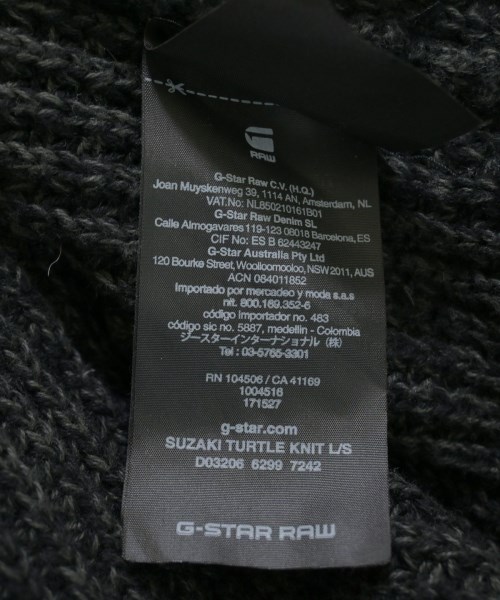 RAW
G-Star Raw C.V. (H.Q.)
Joan Muyskenweg 39, 1114 AN, Amsterdam, NL
VAT.No: NL850210161B01
G-Star Raw Denim SL
Calle Almogavares 119-123 08018 Barcelona, ES
CIF No: ES B 62443247
G-Star Australia Pty Ltd
120 Bourke Street, Woolloomooloo, NSW 2011, AUS
ACN 084011852
Importado por mercadeo y moda s.a.s
nit. 800.169.352-6
código importador no. 483
código sic no. 5887, medellin - Colombia
ジースターインターナショナル (株)
Tel : 03-5765-3301
RN 104506 / CA 41169
1004516
171527
g-star.com
SUZAKI TURTLE KNIT L/S
D03206 6299 7242
G-STAR RAW